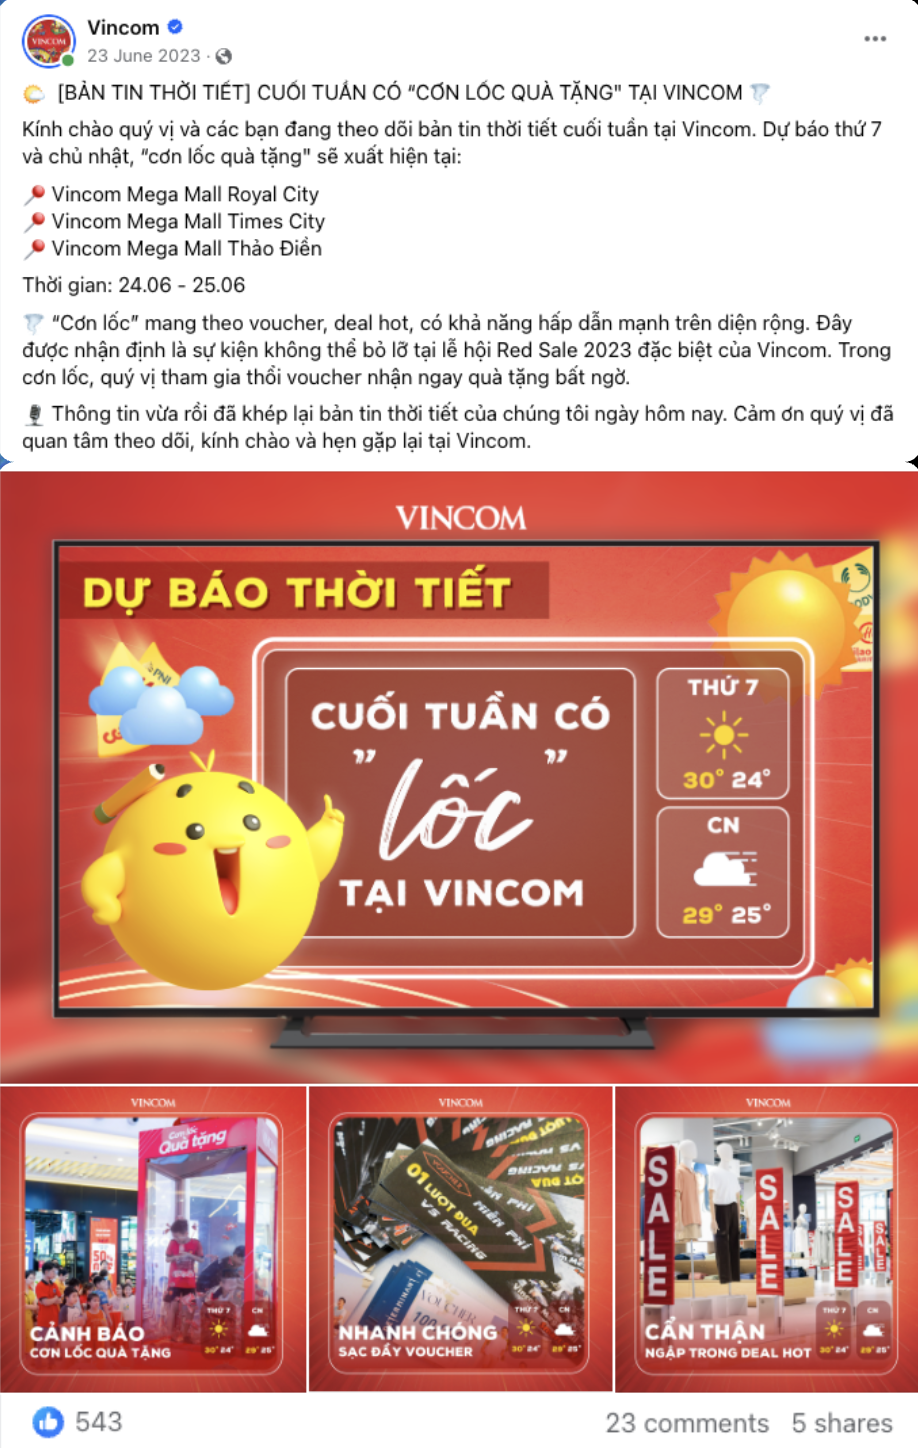 Vincom
23 June 2023 ·
[BẢN TIN THỜI TIẾT] CUỐI TUẦN CÓ “CƠN LỐC QUÀ TẶNG" TẠI VINCOM
Kính chào quý vị và các bạn đang theo dõi bản tin thời tiết cuối tuần tại Vincom. Dự báo thứ 7
và chủ nhật, “cơn lốc quà tặng" sẽ xuất hiện tại:
Vincom Mega Mall Royal City
Vincom Mega Mall Times City
Vincom Mega Mall Thảo Điền
Thời gian: 24.06 - 25.06
“Cơn lốc” mang theo voucher, deal hot, có khả năng hấp dẫn mạnh trên diện rộng. Đây
được nhận định là sự kiện không thể bỏ lỡ tại lễ hội Red Sale 2023 đặc biệt của Vincom. Trong
cơn lốc, quý vị tham gia thổi voucher nhận ngay quà tặng bất ngờ.
Thông tin vừa rồi đã khép lại bản tin thời tiết của chúng tôi ngày hôm nay. Cảm ơn quý vị đã
quan tâm theo dõi, kính chào và hẹn gặp lại tại Vincom.
VINCOM
DỰ BÁO THỜI TIẾT
CUỐI TUẦN CÓ
"lốc"
TẠI VINCOM
THỨ 7
30° 24°
CN
29° 25°
VINCOM
Cơn lốc
Quà tặng
50
THỨ 7 CN
30° 24° 29° 25°
CẢNH BÁO
CƠN LỐC QUÀ TẶNG
VINCOM
01 LƯỢT ĐUA
VS RACING
MIỄN PHÍ
VOUCHER
100
THỨ 7 CN
30° 24° 29° 25°
NHANH CHÓNG
SẠC ĐẦY VOUCHER
VINCOM
SALE
SALE
SALE
SALE
THỨ 7 CN
30° 24° 29° 25°
CẨN THẬN
NGẬP TRONG DEAL HOT
543
23 comments 5 shares